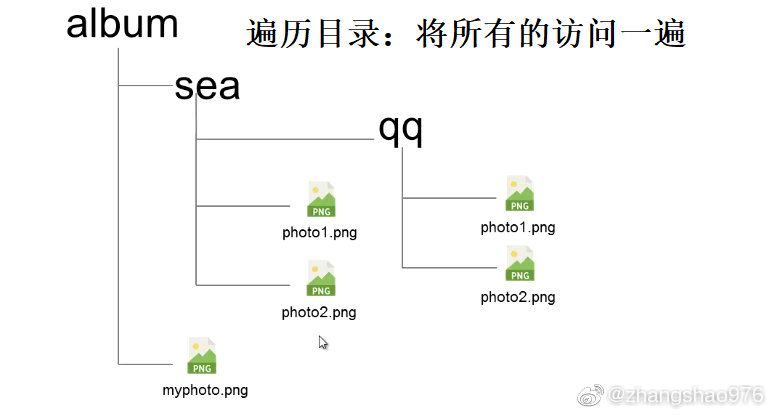 album
遍历目录：将所有的访问一遍
sea
qq
PNG
photo1.png
PNG
photo1.png
PNG
photo2.png
PNG
photo2.png
PNG
myphoto.png
@zhangshao976